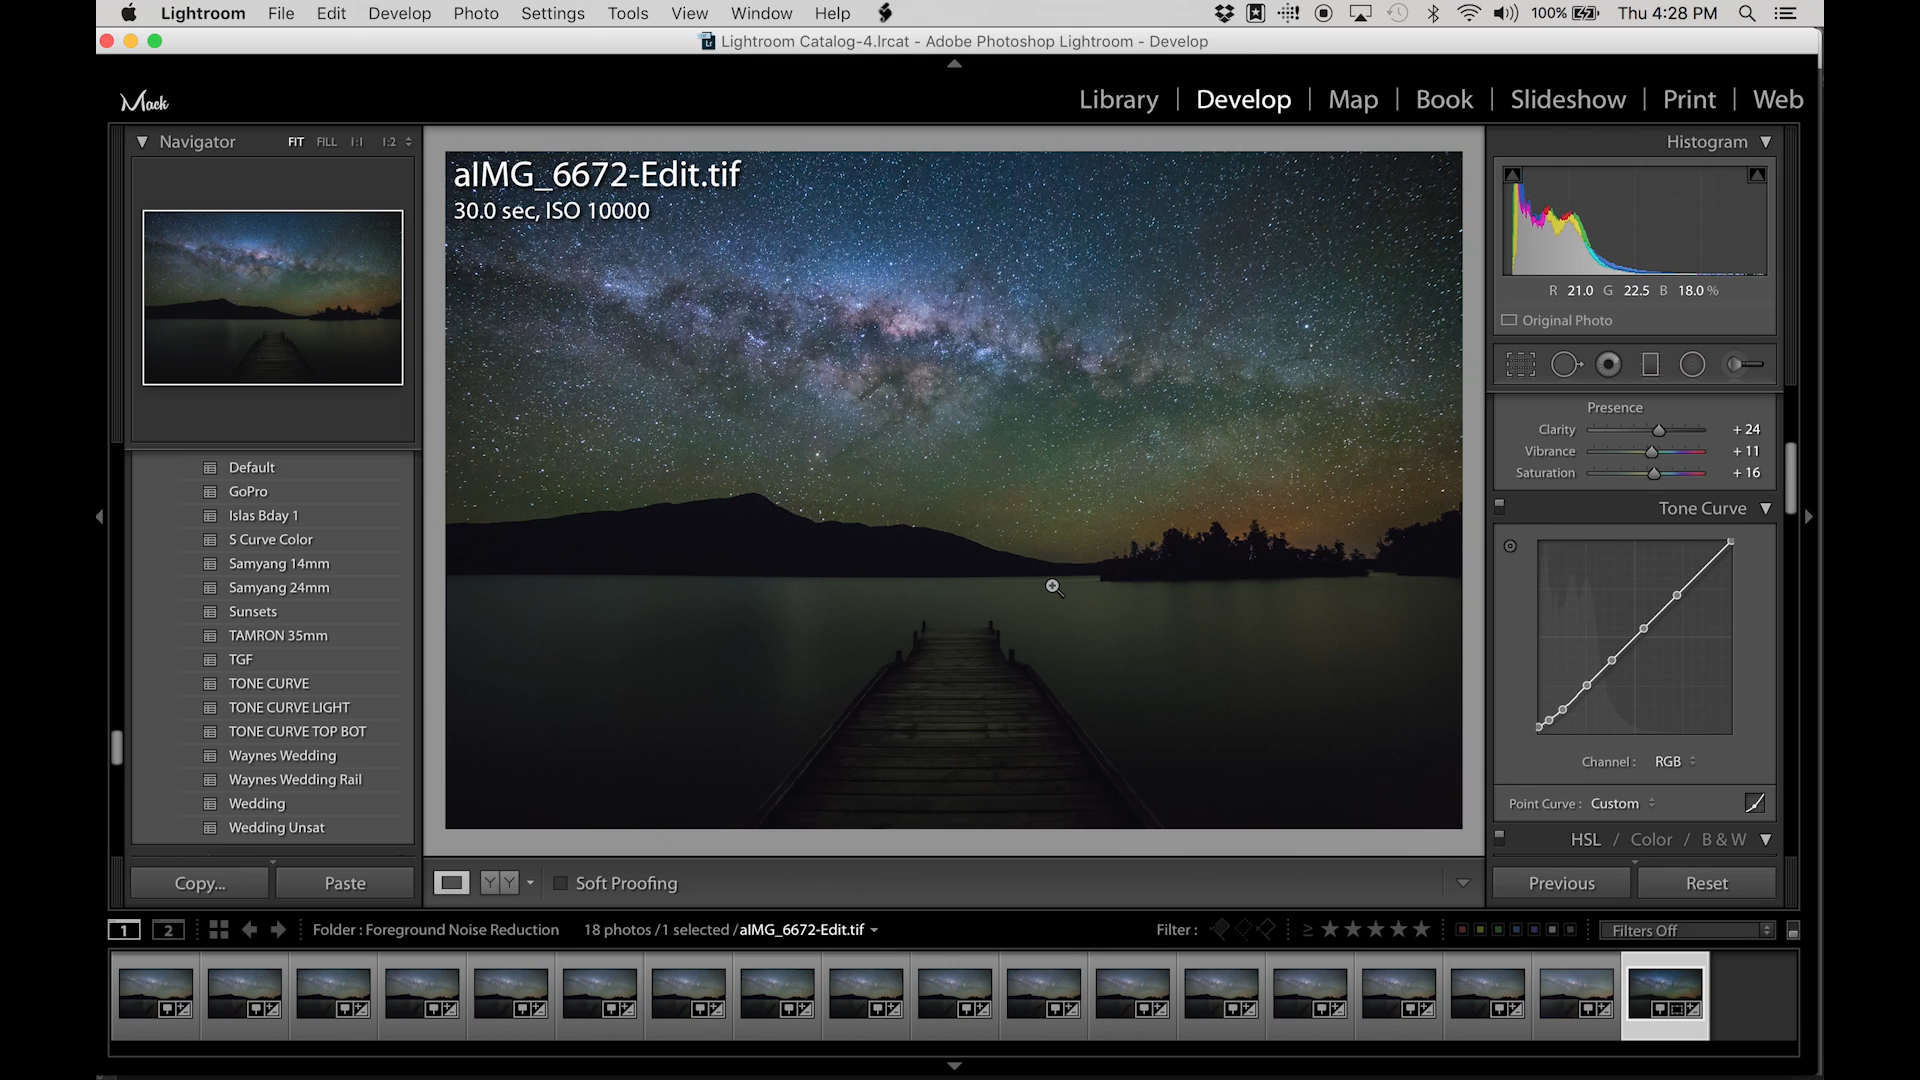 Lightroom File Edit Develop Photo Settings Tools View Window Help 100% Thu 4:28 PM
Lightroom Catalog-4.lrcat - Adobe Photoshop Lightroom - Develop
Mack
Library | Develop | Map | Book | Slideshow | Print | Web
Navigator FIT FILL 1:1 1:2
Histogram
aIMG_6672-Edit.tif
30.0 sec, ISO 10000
R 21.0 G 22.5 B 18.0 %
Original Photo
Presence
Clarity + 24
Vibrance + 11
Saturation + 16
Tone Curve
Channel : RGB
Point Curve : Custom
HSL / Color / B & W
Default
GoPro
Islas Bday 1
S Curve Color
Samyang 14mm
Samyang 24mm
Sunsets
TAMRON 35mm
TGF
TONE CURVE
TONE CURVE LIGHT
TONE CURVE TOP BOT
Waynes Wedding
Waynes Wedding Rail
Wedding
Wedding Unsat
Copy... Paste
Y Y Soft Proofing
Previous Reset
1 2 Folder : Foreground Noise Reduction 18 photos / 1 selected / aIMG_6672-Edit.tif Filter : ≥ ★★★★★ Filters Off